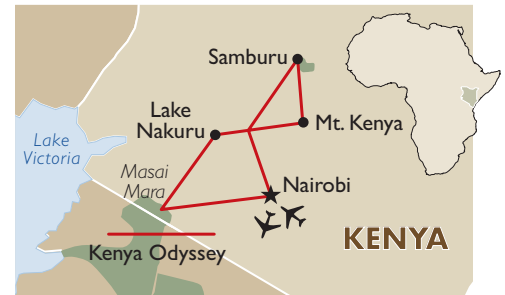 Samburu
Lake
Nakuru
Mt. Kenya
Lake
Victoria
Masai
Mara
Nairobi
KENYA
Kenya Odyssey